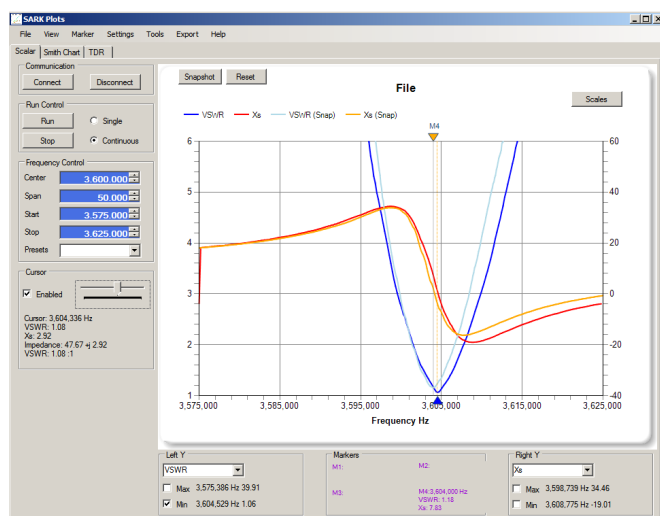 SARK Plots
File View Marker Settings Tools Export Help
Scalar Smith Chart TDR
Communication
Connect Disconnect
Run Control
Run Single
Stop Continuous
Frequency Control
Center 3.600.000
Span 50.000
Start 3.575.000
Stop 3.625.000
Presets
Cursor
Enabled
Cursor: 3,604,336 Hz
VSWR: 1.08
Xs: 2.92
Impedance: 47.67 +j 2.92
VSWR: 1.08 :1
Snapshot Reset
File
Scales
VSWR Xs VSWR (Snap) Xs (Snap)
M4
6 60
5 40
4 20
3 0
2 -20
1 -40
3,575,000 3,585,000 3,595,000 3,605,000 3,615,000 3,625,000
Frequency Hz
Left Y
VSWR
Max 3,575,386 Hz 39.91
Min 3,604,529 Hz 1.06
Markers
M1: M2:
M3: M4:3,604,000 Hz
VSWR: 1.18
Xs: 7.83
Right Y
Xs
Max 3,598,739 Hz 34.46
Min 3,608,775 Hz -19.01